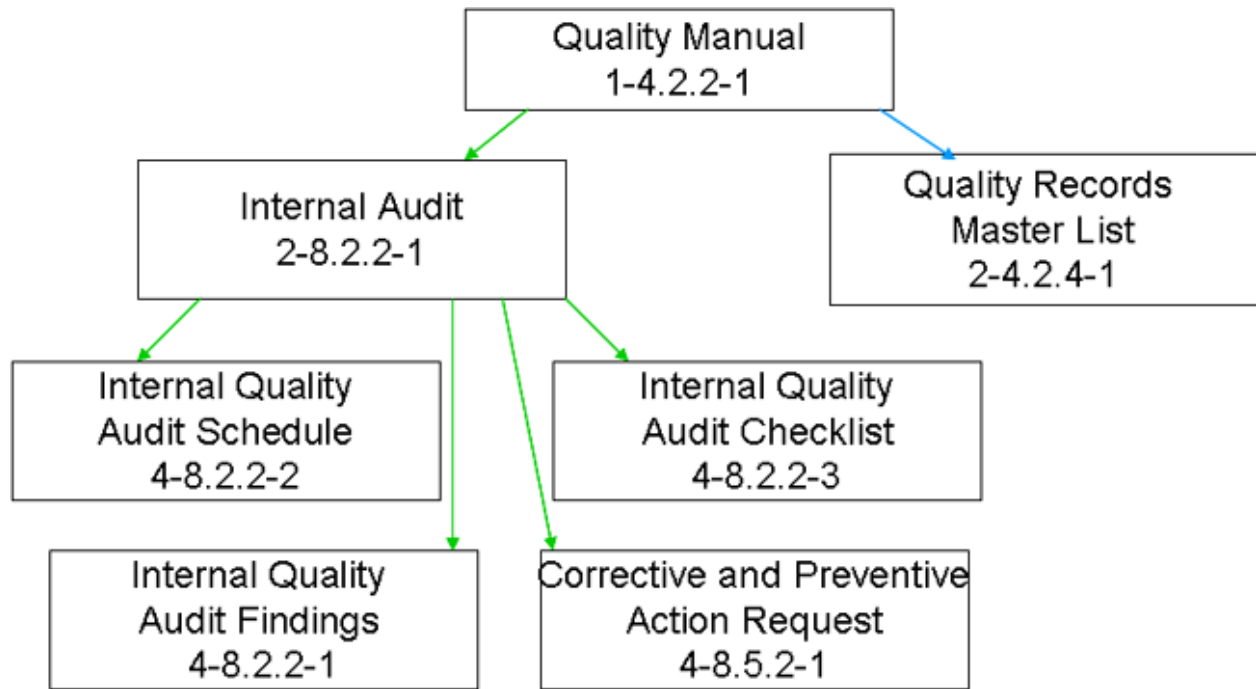 Quality Manual
1-4.2.2-1
Internal Audit
2-8.2.2-1
Quality Records
Master List
2-4.2.4-1
Internal Quality
Audit Schedule
4-8.2.2-2
Internal Quality
Audit Checklist
4-8.2.2-3
Internal Quality
Audit Findings
4-8.2.2-1
Corrective and Preventive
Action Request
4-8.5.2-1